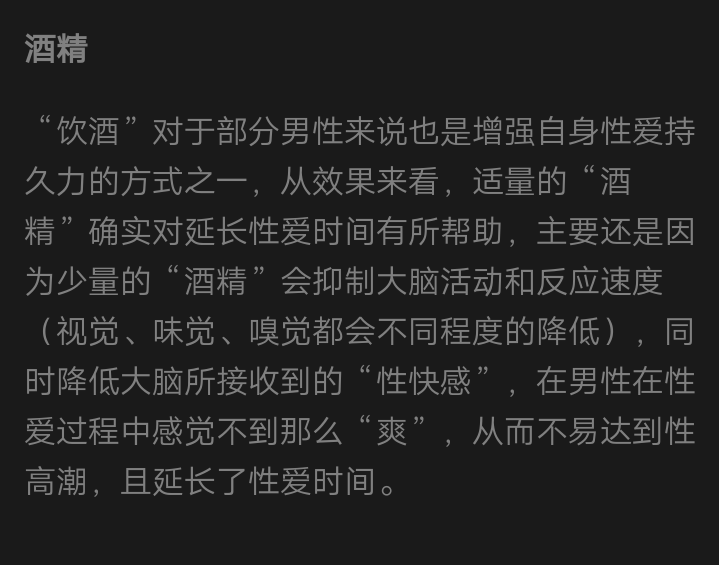 酒精
“饮酒”对于部分男性来说也是增强自身性爱持
久力的方式之一，从效果来看，适量的“酒
精”确实对延长性爱时间有所帮助，主要还是因
为少量的“酒精”会抑制大脑活动和反应速度
（视觉、味觉、嗅觉都会不同程度的降低），同
时降低大脑所接收到的“性快感”，在男性在性
爱过程中感觉不到那么“爽”，从而不易达到性
高潮，且延长了性爱时间。